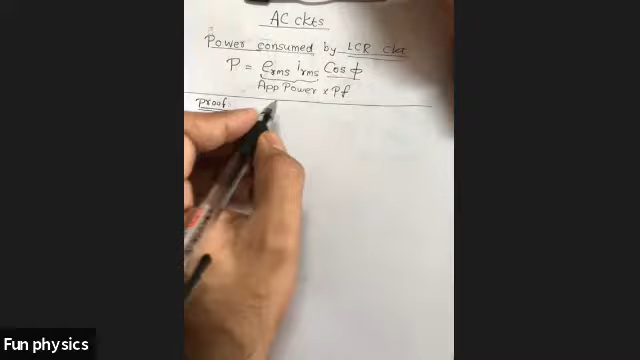 AC ckts
Power consumed by LCR ckt
P = erms irms Cos ϕ
App Power x Pf
Proof
Fun physics